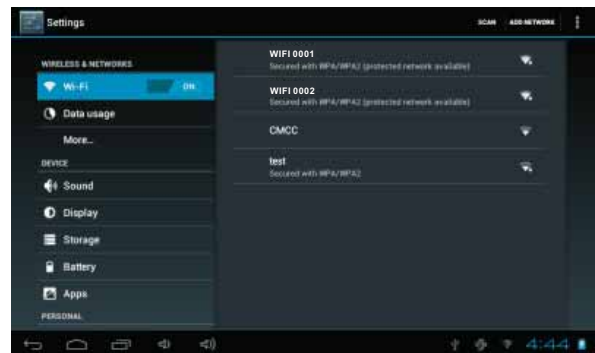 Settings
SCAN
ADD NETWORK
WIRELESS & NETWORKS
Wi-Fi
ON
Data usage
More...
DEVICE
Sound
Display
Storage
Battery
Apps
PERSONAL
WIFI 0001
Secured with WPA/WPA2 (protected network available)
WIFI 0002
Secured with WPA/WPA2 (protected network available)
CMCC
test
Secured with WPA/WPA2
4:44